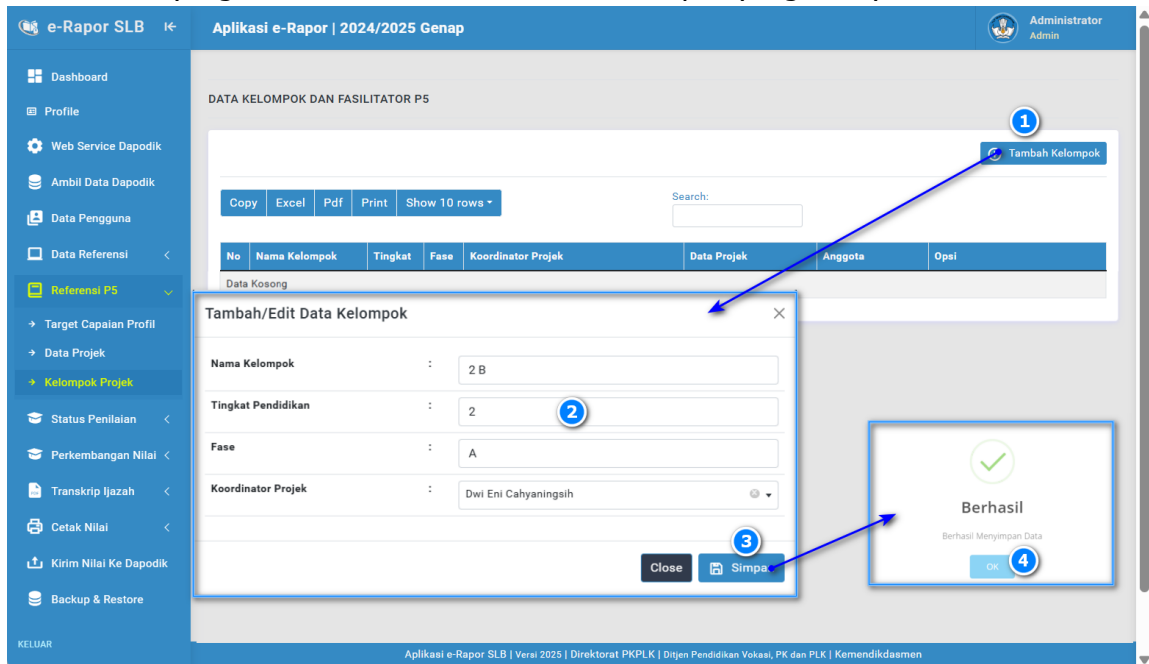 e-Rapor SLB
Aplikasi e-Rapor | 2024/2025 Genap
Administrator
Admin
Dashboard
Profile
Web Service Dapodik
Ambil Data Dapodik
Data Pengguna
Data Referensi
Referensi P5
Target Capaian Profil
Data Projek
Kelompok Projek
Status Penilaian
Perkembangan Nilai
Transkrip Ijazah
Cetak Nilai
Kirim Nilai Ke Dapodik
Backup & Restore
KELUAR
DATA KELOMPOK DAN FASILITATOR P5
1
Tambah Kelompok
Copy Excel Pdf Print Show 10 rows
Search:
No Nama Kelompok Tingkat Fase Koordinator Projek Data Projek Anggota Opsi
Data Kosong
Tambah/Edit Data Kelompok
Nama Kelompok : 2 B
Tingkat Pendidikan : 2
2
Fase : A
Koordinator Projek : Dwi Eni Cahyaningsih
3
Close Simpa
Berhasil
Berhasil Menyimpan Data
OK
4
Aplikasi e-Rapor SLB | Versi 2025 | Direktorat PKPLK | Ditjen Pendidikan Vokasi, PK dan PLK | Kemendikdasmen